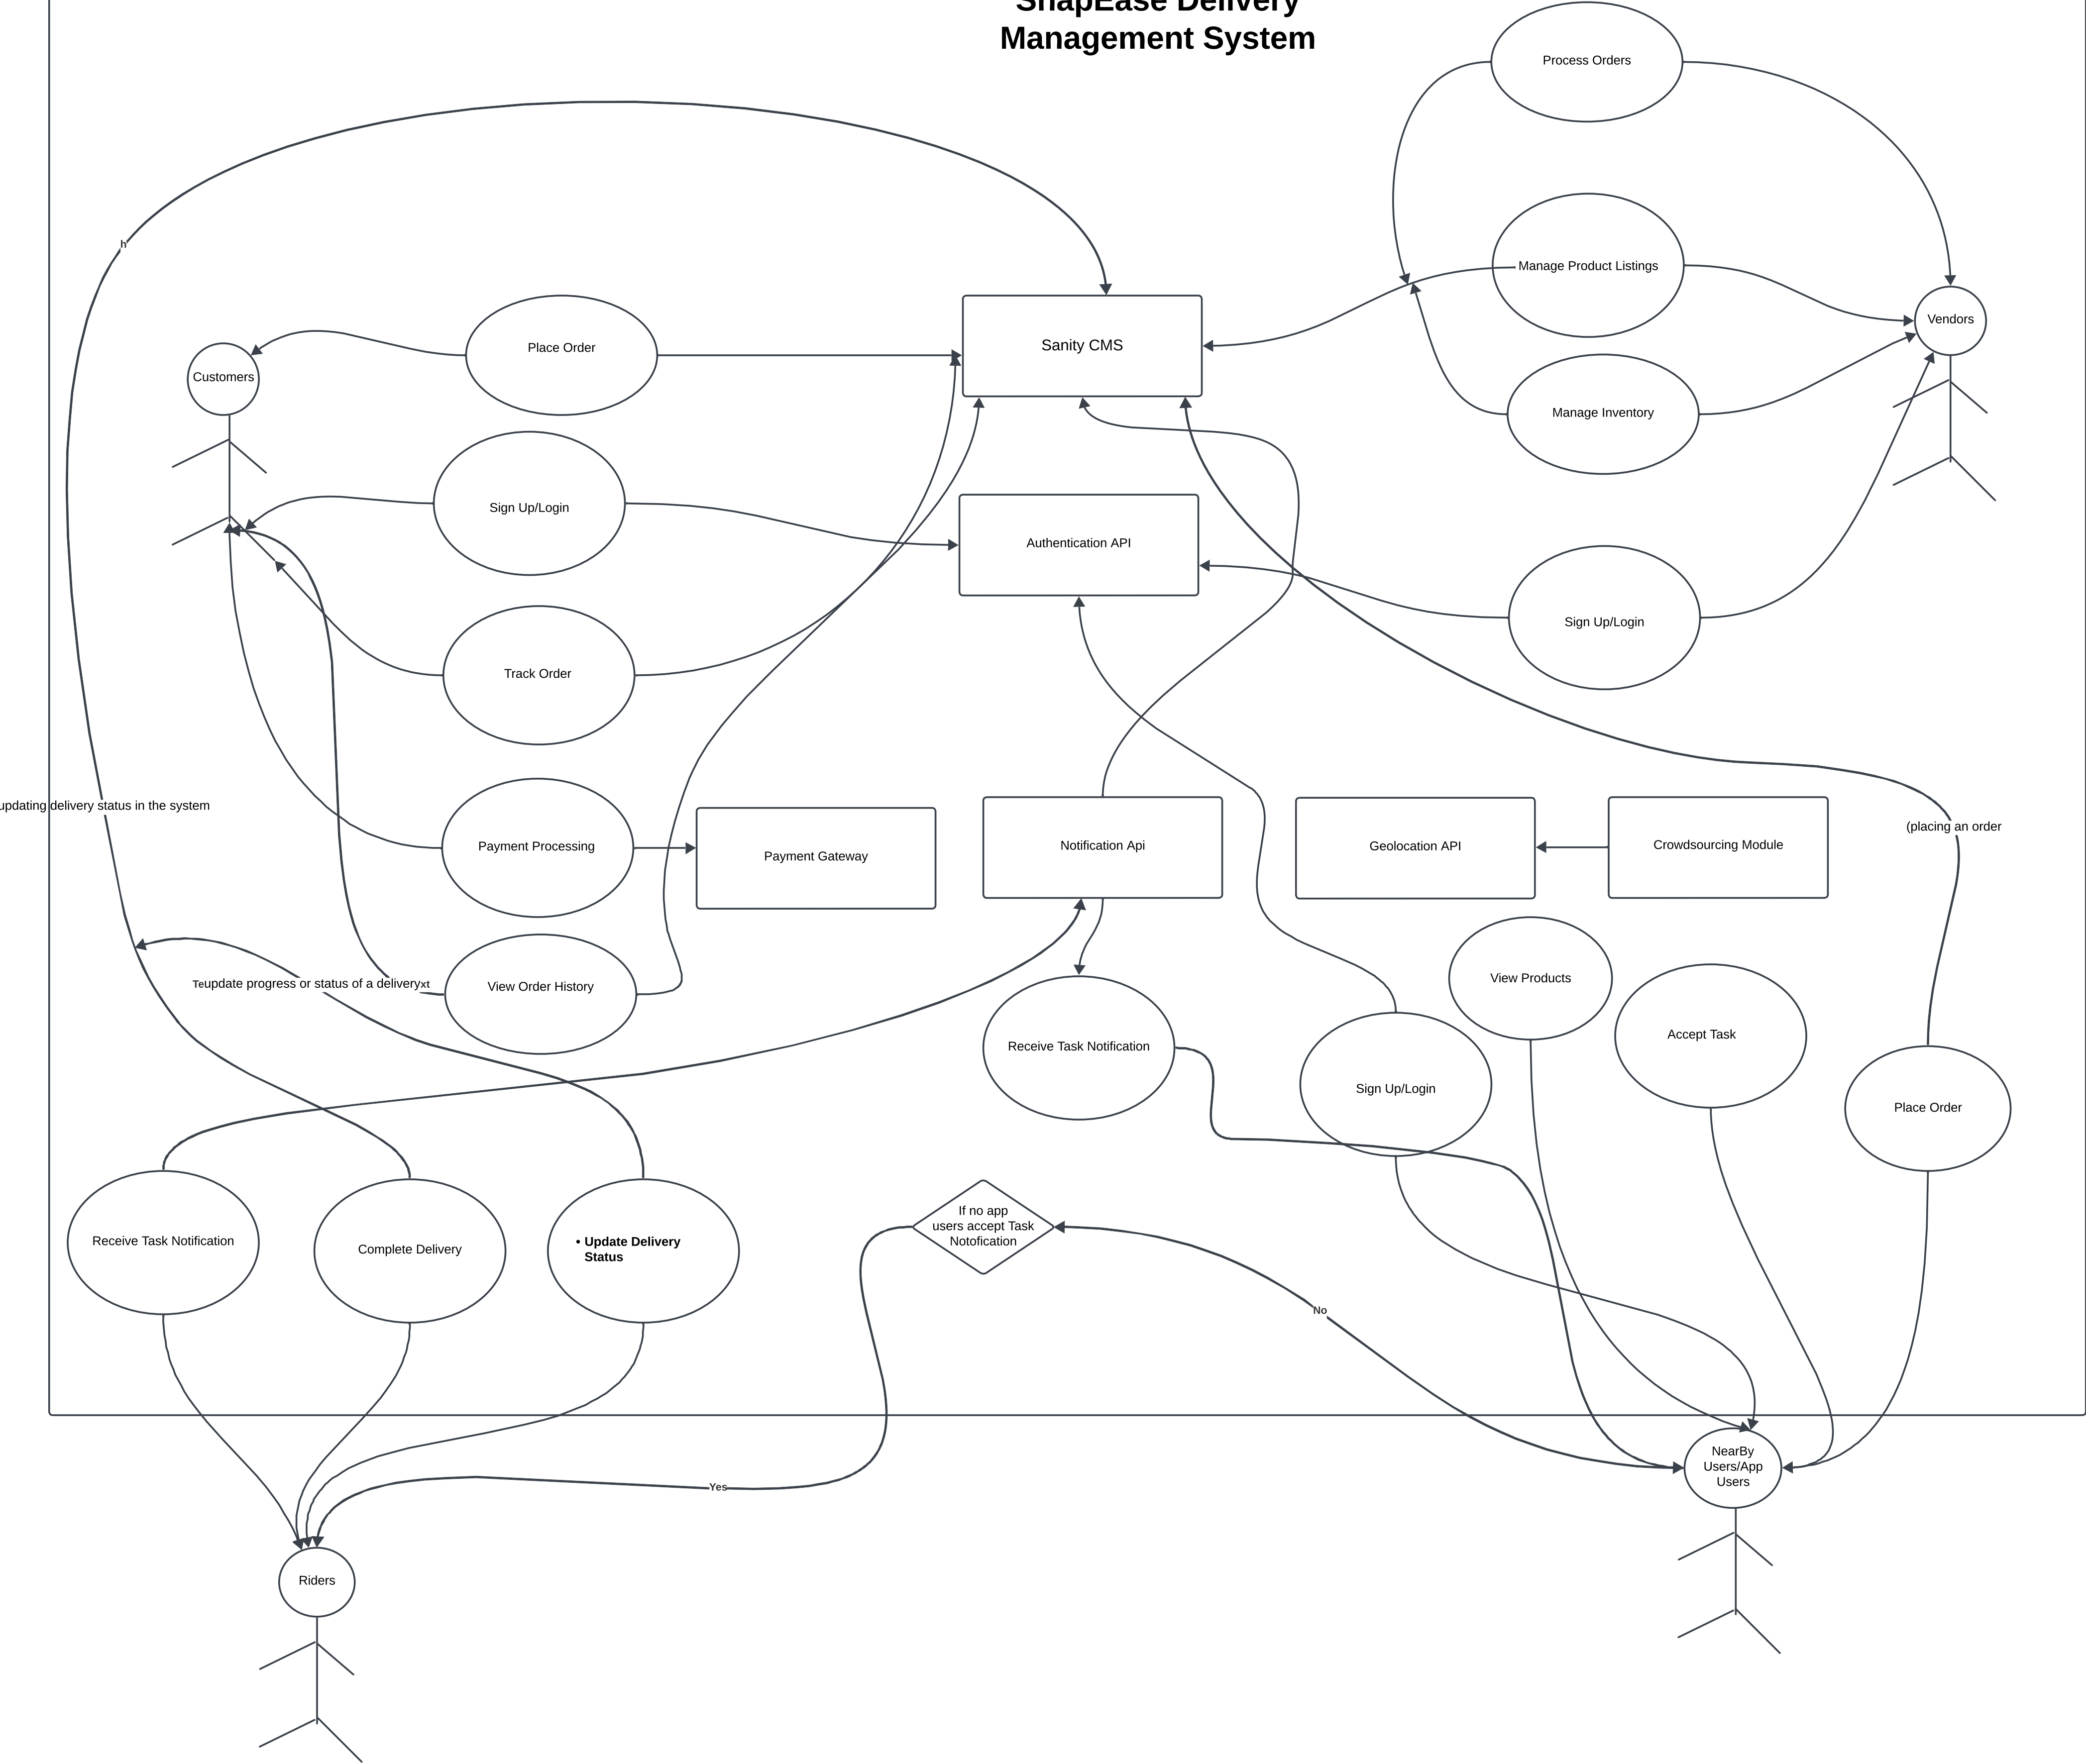 SnapEase Delivery
Management System
Process Orders
h
Manage Product Listings
Vendors
Place Order
Sanity CMS
Customers
Manage Inventory
Sign Up/Login
Authentication API
Sign Up/Login
Track Order
updating delivery status in the system
Payment Processing
Payment Gateway
Notification Api
Geolocation API
Crowdsourcing Module
(placing an order
Teupdate progress or status of a deliveryxt
View Order History
View Products
Accept Task
Receive Task Notification
Sign Up/Login
Place Order
Receive Task Notification
Complete Delivery
• Update Delivery
Status
If no app
users accept Task
Notofication
No
Yes
NearBy
Users/App
Users
Riders